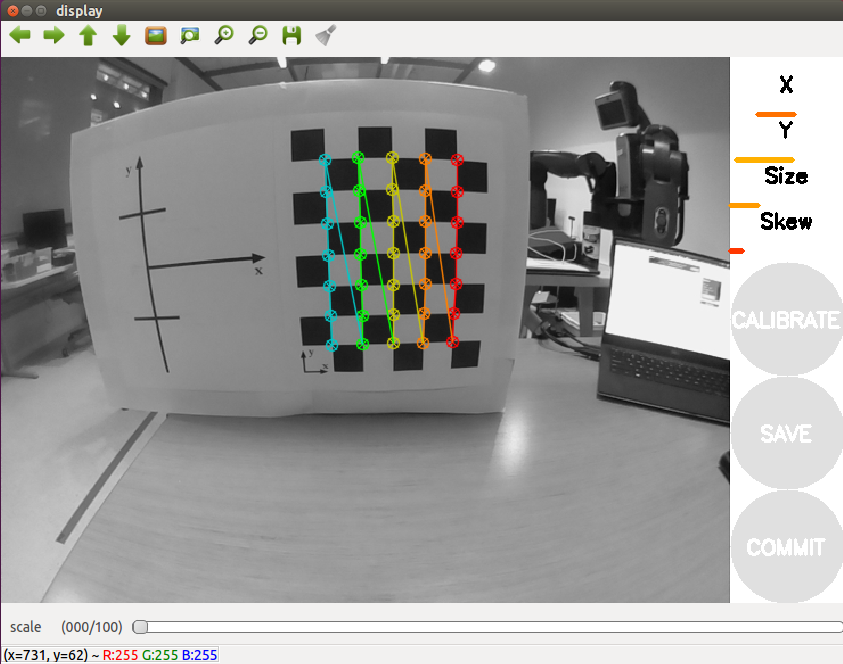 display
X
Y
Size
Skew
y
x
y
x
CALIBRATE
SAVE
COMMIT
scale (000/100)
(x=731, y=62) ~ R:255 G:255 B:255